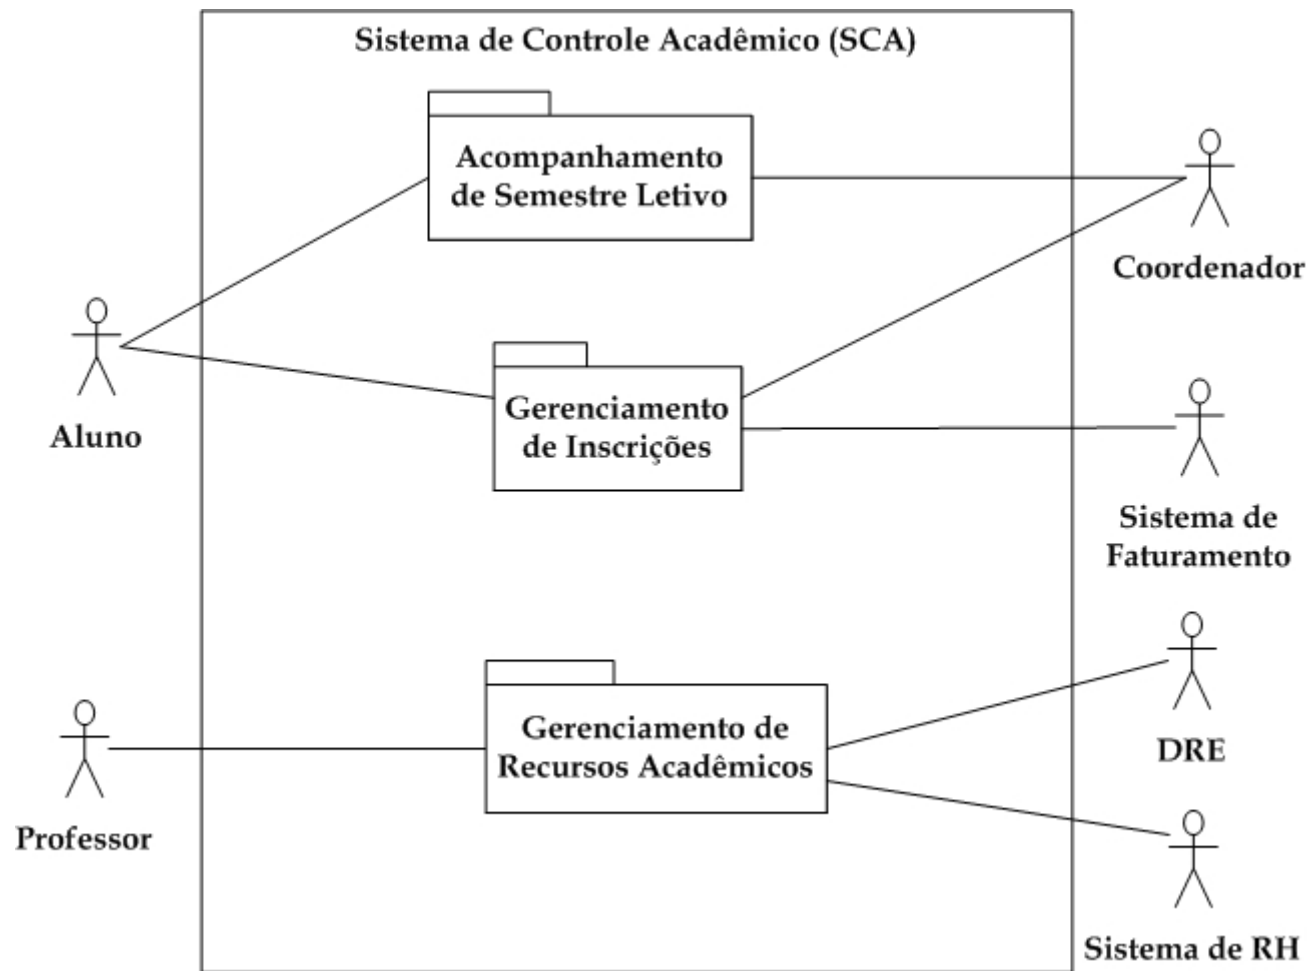 Sistema de Controle Acadêmico (SCA)
Acompanhamento
de Semestre Letivo
Coordenador
Aluno
Gerenciamento
de Inscrições
Sistema de
Faturamento
Gerenciamento de
Recursos Acadêmicos
DRE
Professor
Sistema de RH